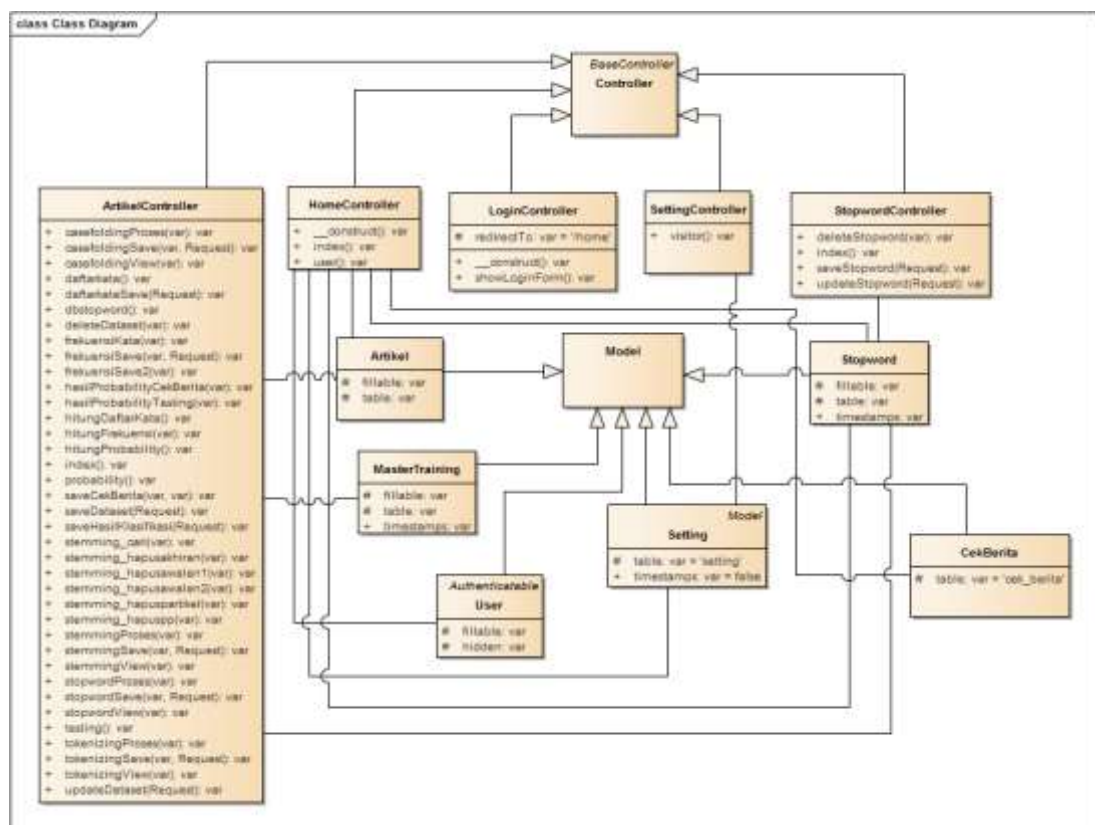 class Class Diagram
BaseController
Controller
ArtikelController
+ casefoldingProses(var): var
+ casefoldingSave(var, Request): var
+ casefoldingView(var): var
+ daftarkata(): var
+ daftarkataSave(Request): var
+ dbstopword(): var
+ deleteDataset(var): var
+ frekuensiKata(var): var
+ frekuensiSave(var, Request): var
+ frekuensiSave2(var): var
+ hasilProbabilityCekBerita(var): var
+ hasilProbabilityTesting(var): var
+ hitungDaftarKata(): var
+ hitungFrekuensi(var): var
+ hitungProbability(): var
+ index(): var
+ probability(): var
+ saveCekBerita(var, var): var
+ saveDataset(Request): var
+ saveHasilKlasifikasi(Request): var
+ stemming_cari(var): var
+ stemming_hapusakhiran(var): var
+ stemming_hapusawalan1(var): var
+ stemming_hapusawalan2(var): var
+ stemming_hapuspartikel(var): var
+ stemming_hapuspp(var): var
+ stemmingProses(var): var
+ stemmingSave(var, Request): var
+ stemmingView(var): var
+ stopwordProses(var): var
+ stopwordSave(var, Request): var
+ stopwordView(var): var
+ testing(): var
+ tokenizingProses(var): var
+ tokenizingSave(var, Request): var
+ tokenizingView(var): var
+ updateDataset(Request): var
HomeController
+ __construct(): var
+ index(): var
+ user(): var
LoginController
# redirectTo: var = '/home'
+ __construct(): var
+ showLoginForm(): var
SettingController
+ visitor(): var
StopwordController
+ deleteStopword(var): var
+ index(): var
+ saveStopword(Request): var
+ updateStopword(Request): var
Artikel
# fillable: var
# table: var
Model
Stopword
# fillable: var
# table: var
+ timestamps: var
MasterTraining
# fillable: var
# table: var
+ timestamps: var
Model
Setting
# table: var = 'setting'
+ timestamps: var = false
CekBerita
# table: var = 'cek_berita'
Authenticatable
User
# fillable: var
# hidden: var